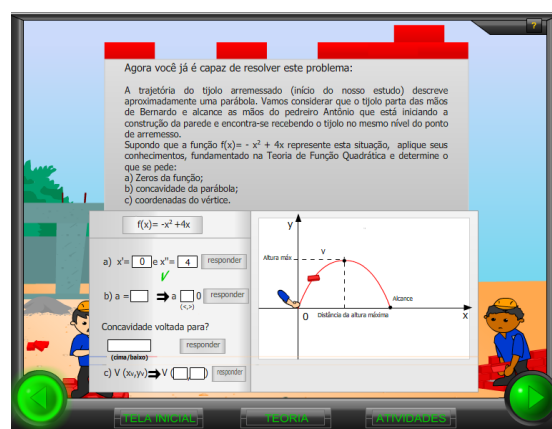 ?
Agora você já é capaz de resolver este problema:
A trajetória do tijolo arremessado (início do nosso estudo) descreve
aproximadamente uma parábola. Vamos considerar que o tijolo parta das mãos
de Bernardo e alcance as mãos do pedreiro Antônio que está iniciando a
construção da parede e encontra-se recebendo o tijolo no mesmo nível do ponto
de arremesso.
Supondo que a função f(x)= - x² + 4x represente esta situação, aplique seus
conhecimentos, fundamentado na Teoria de Função Quadrática e determine o
que se pede:
a) Zeros da função;
b) concavidade da parábola;
c) coordenadas do vértice.
f(x)= -x² +4x
a) x'= 0 e x''= 4 responder
b) a = ➔ a 0 responder
(<,>)
Concavidade voltada para?
responder
(cima/baixo)
c) V (xᵥ,yᵥ)➔ V ( , ) responder
y
Altura máx
V
Alcance
0
Distância da altura máxima
x
TELA INICIAL
TEORIA
ATIVIDADES